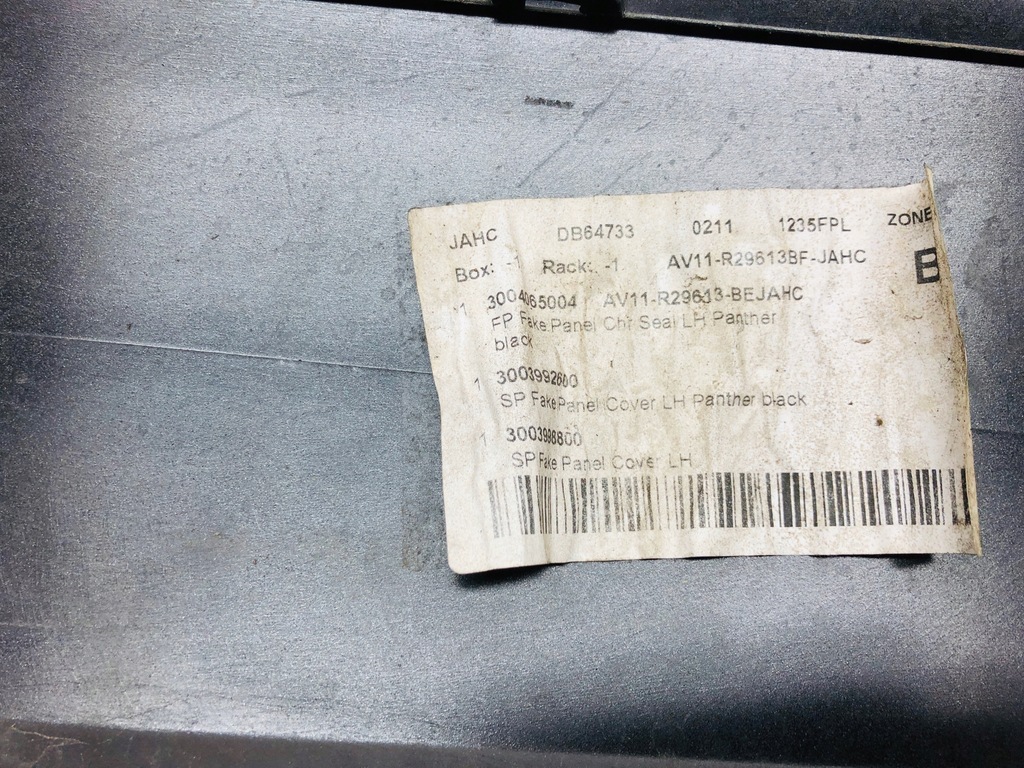 JAHC DB64733 0211 1235FPL ZONE
Box: -1 Rack: -1 AV11-R29613BF-JAHC B
1 3004065004 AV11-R29613-BEJAHC
FP Fake Panel Chr Seal LH Panther
black
1 3003992600
SP Fake Panel Cover LH Panther black
1 3003998800
SP Fake Panel Cover LH